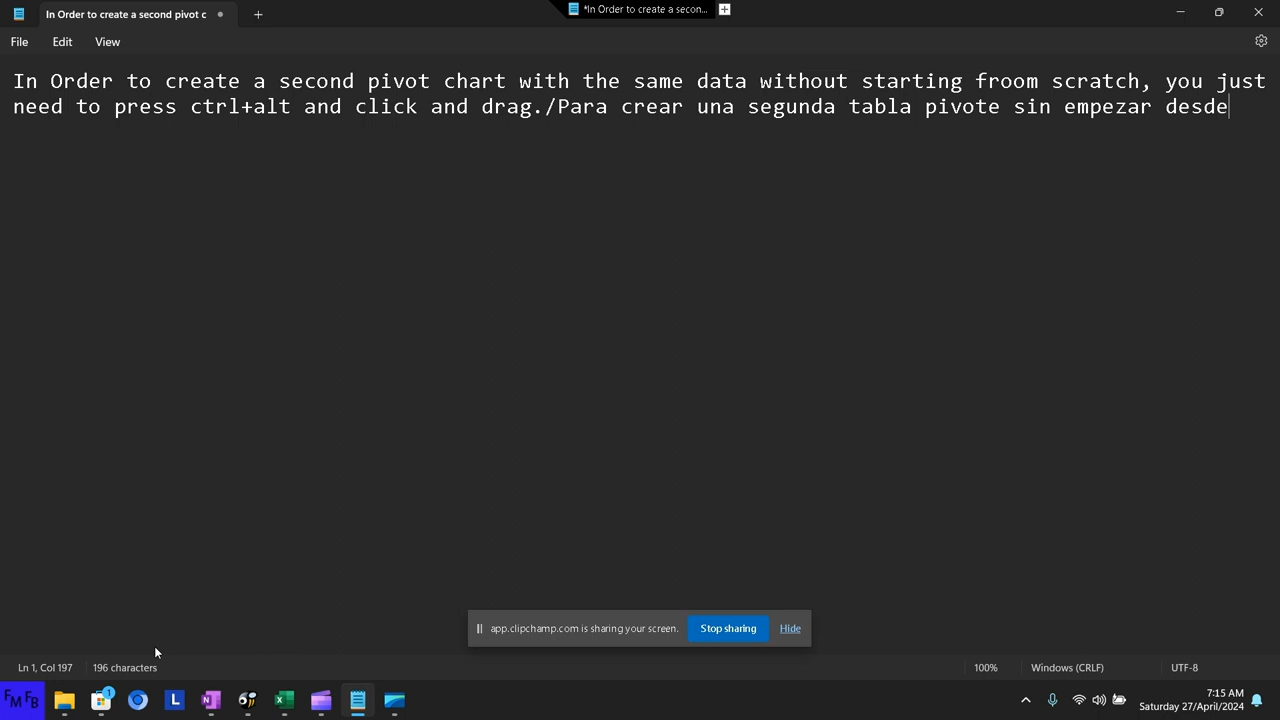 In Order to create a second pivot c
*In Order to create a secon...
File Edit View
In Order to create a second pivot chart with the same data without starting froom scratch, you just
need to press ctrl+alt and click and drag./Para crear una segunda tabla pivote sin empezar desde
app.clipchamp.com is sharing your screen. Stop sharing Hide
Ln 1, Col 197 196 characters 100% Windows (CRLF) UTF-8
FM FB 1 L N 7:15 AM
Saturday 27/April/2024